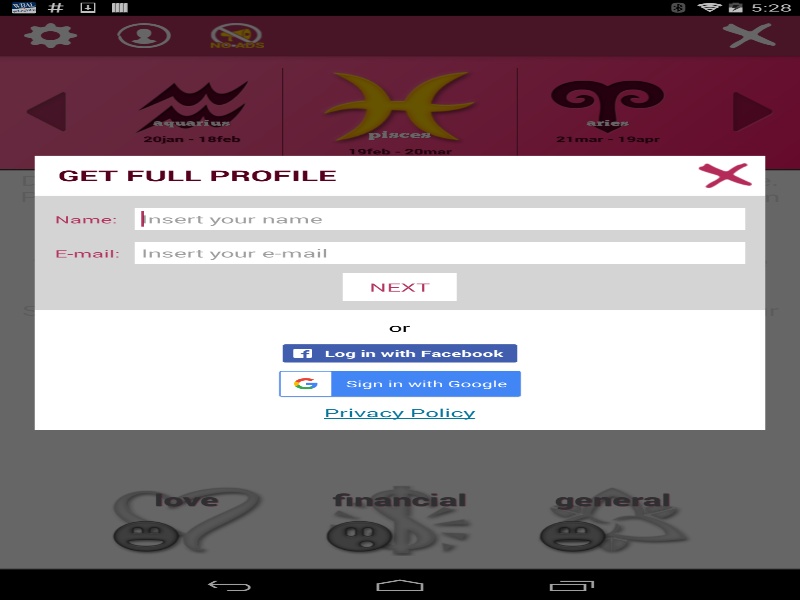 WBAL
5:28
NO ADS
aquarius
20jan - 18feb
pisces
19feb - 20mar
aries
21mar - 19apr
GET FULL PROFILE
Name: Insert your name
E-mail: Insert your e-mail
NEXT
or
Log in with Facebook
G Sign in with Google
Privacy Policy
love
financial
general